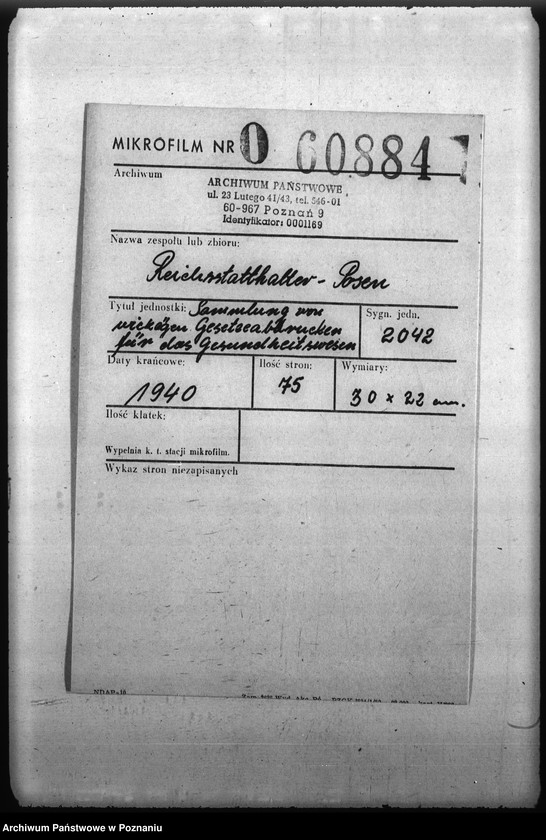 MIKROFILM NR O 60884
Archiwum
ARCHIWUM PAŃSTWOWE
ul. 23 Lutego 41/43, tel. 546-01
60-967 Poznań 9
Identyfikator: 0001169
Nazwa zespołu lub zbioru:
Reichsstatthalter - Posen
Tytuł jednostki: Sammlung von
Gesetzeabdrucken
für das Gesundheitswesen
Sygn. jedn.
2042
Daty krańcowe:
1940
Ilość stron:
75
Wymiary:
30 x 22 cm.
Ilość klatek:
Wypełnia k. t. stacji mikrofilm.
Wykaz stron niezapisanych
Archiwum Państwowe w Poznaniu